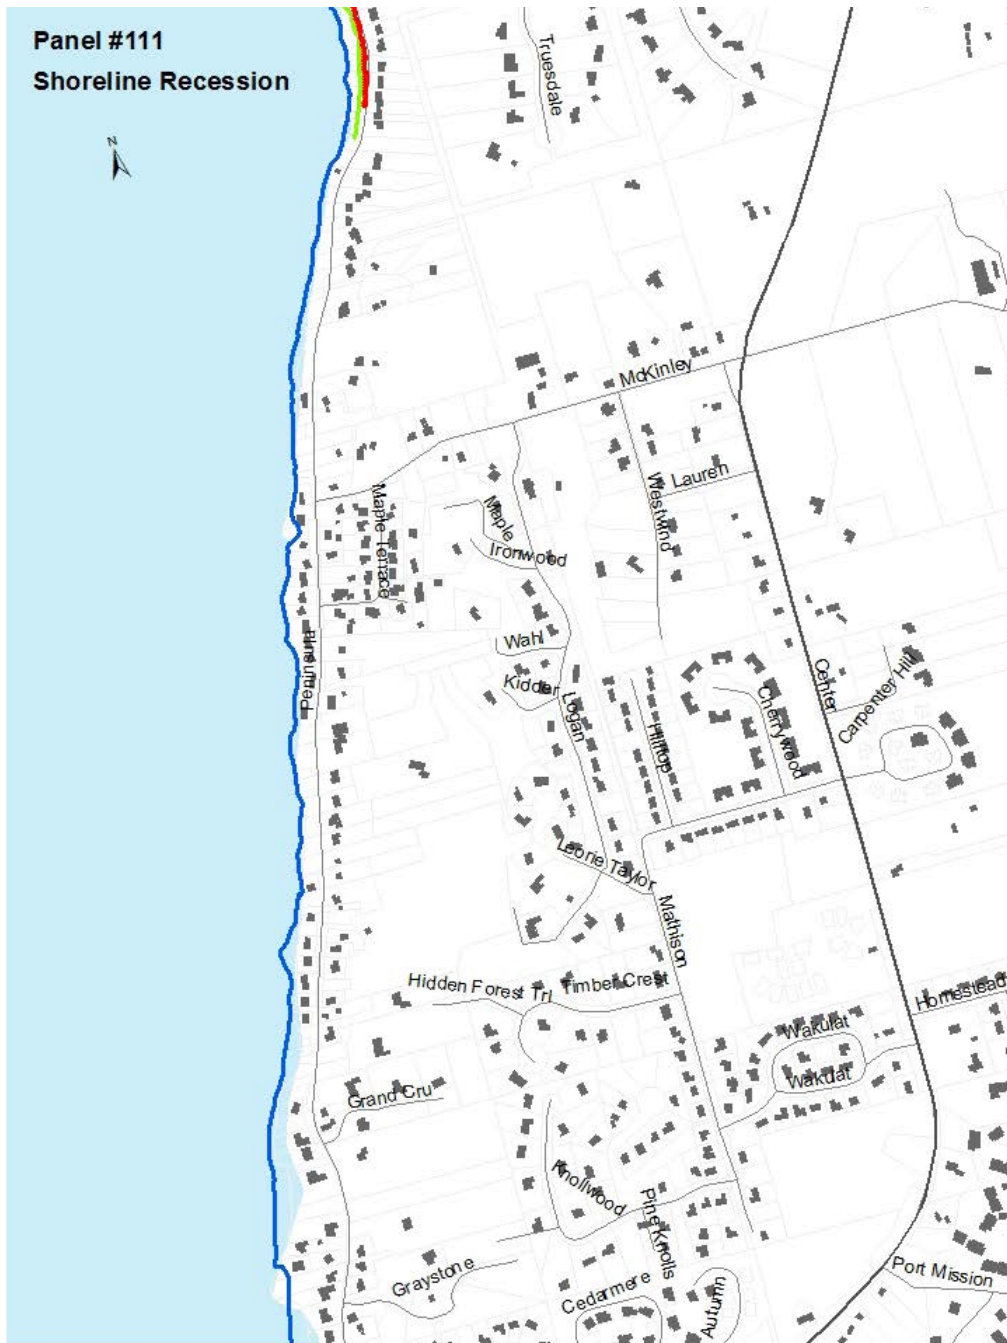 Panel #111
Shoreline Recession
N
Truesdale
McKinley
Lauren
Westwind
Maple Terrace
Maple
Ironwood
Wahl
Kidder
Peninsula
Logan
Hilltop
Cherrywood
Center
Carpenter Hill
Leorie Taylor
Mathison
Hidden Forest Trl
Timber Crest
Homestead
Wakulat
Wakulat
Grand Cru
Knollwood
Pine Knolls
Graystone
Cedarmere
Autumn
Port Mission